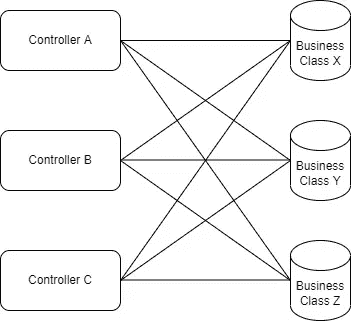 Controller A
Business
Class X
Controller B
Business
Class Y
Controller C
Business
Class Z